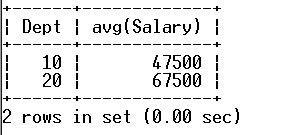 +------+-------------+
| Dept | avg(Salary) |
+------+-------------+
|   10 |       47500 |
|   20 |       67500 |
+------+-------------+
2 rows in set (0.00 sec)